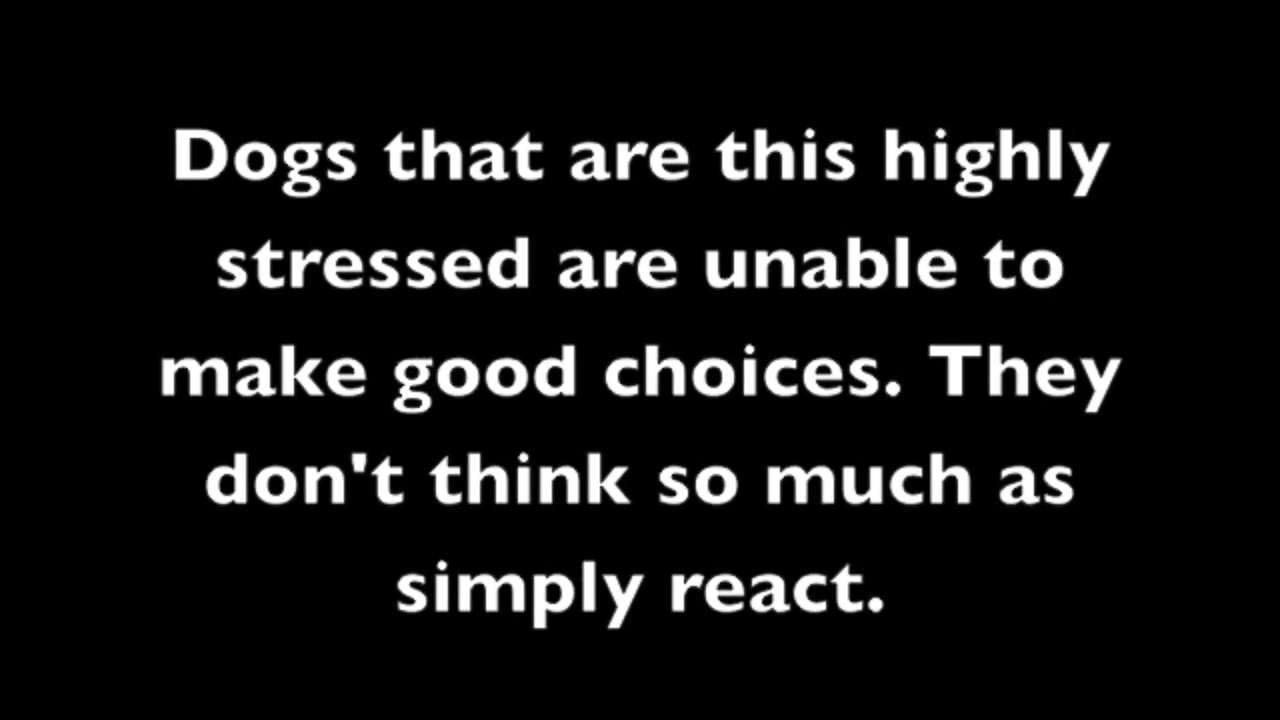 Dogs that are this highly
stressed are unable to
make good choices. They
don't think so much as
simply react.